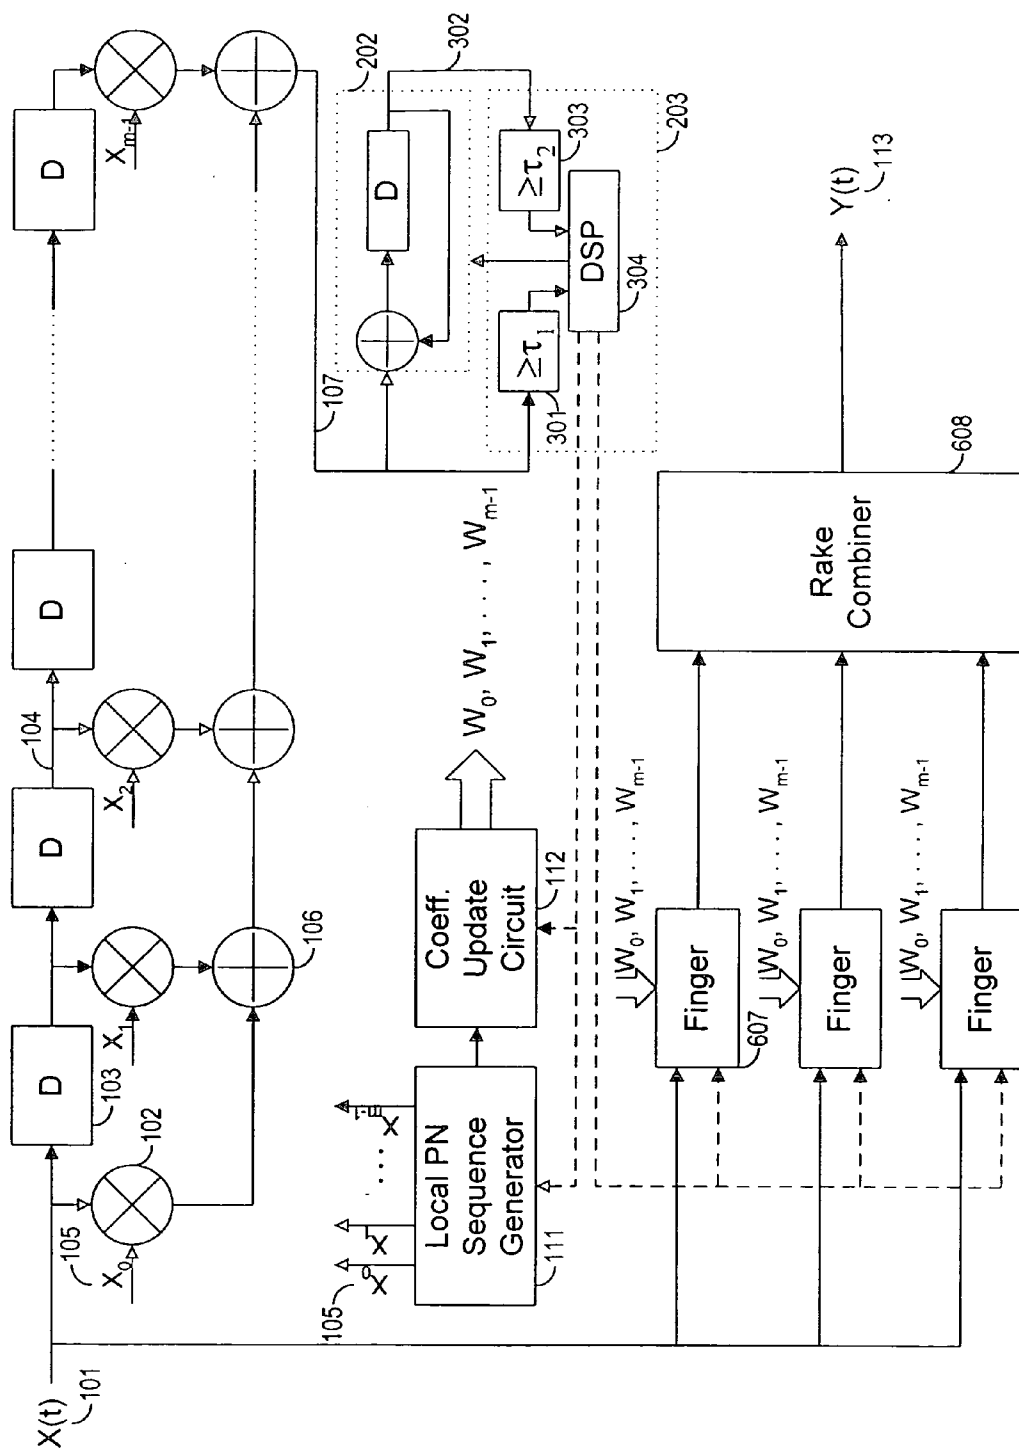 X(t)
101
D
D
D
D
103
104
105
X₀
102
X₁
X₂
Xₘ₋₁
106
107
202
302
D
≥τ₁
301
≥τ₂
303
DSP
304
203
105
X₀
X₁
. . . .
Xₘ₋₁
Local PN
Sequence
Generator
111
Coeff.
Update
Circuit
112
W₀, W₁, . . . . , Wₘ₋₁
W₀, W₁, . . . . , Wₘ₋₁
Finger
607
W₀, W₁, . . . . , Wₘ₋₁
Finger
W₀, W₁, . . . . , Wₘ₋₁
Finger
Rake
Combiner
608
Y(t)
113